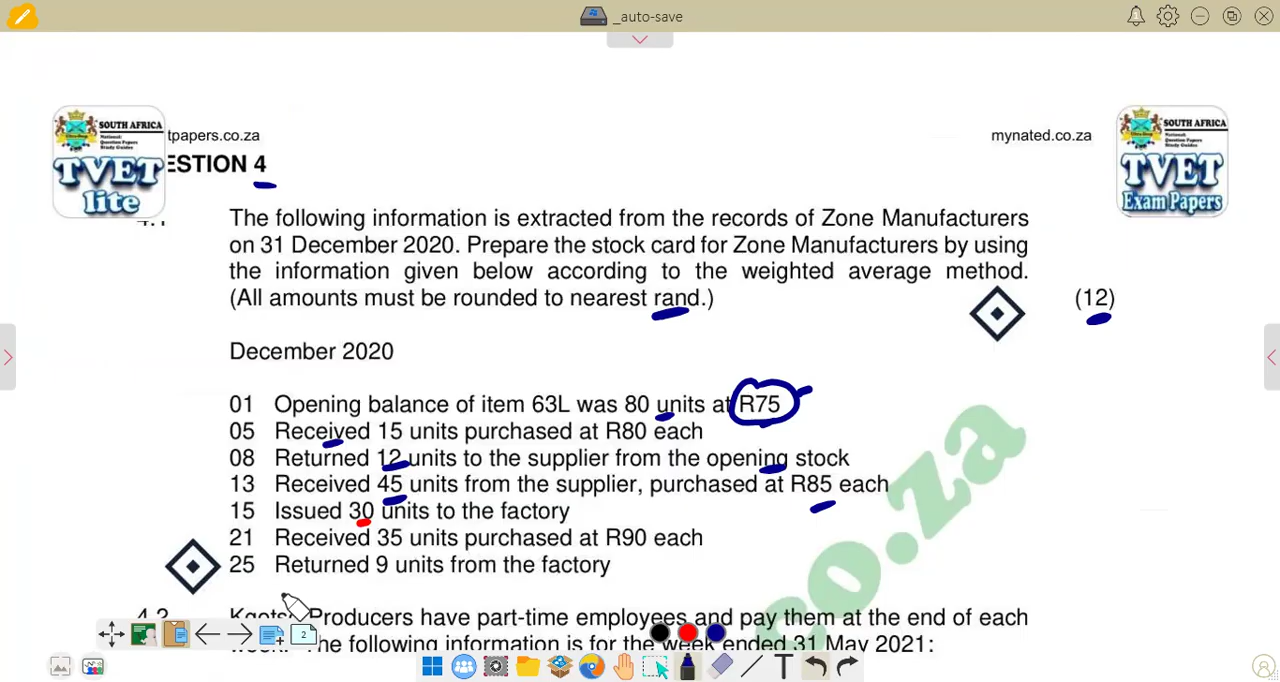 _auto-save
SOUTH AFRICA
TVET
lite
tpapers.co.za
mynated.co.za
SOUTH AFRICA
TVET
Exam Papers
ESTION 4
The following information is extracted from the records of Zone Manufacturers
on 31 December 2020. Prepare the stock card for Zone Manufacturers by using
the information given below according to the weighted average method.
(All amounts must be rounded to nearest rand.) (12)
December 2020
01 Opening balance of item 63L was 80 units at R75
05 Received 15 units purchased at R80 each
08 Returned 12 units to the supplier from the opening stock
13 Received 45 units from the supplier, purchased at R85 each
15 Issued 30 units to the factory
21 Received 35 units purchased at R90 each
25 Returned 9 units from the factory
Producers have part-time employees and pay them at the end of each
The following information is for the week ended 31 May 2021:
co.za
2